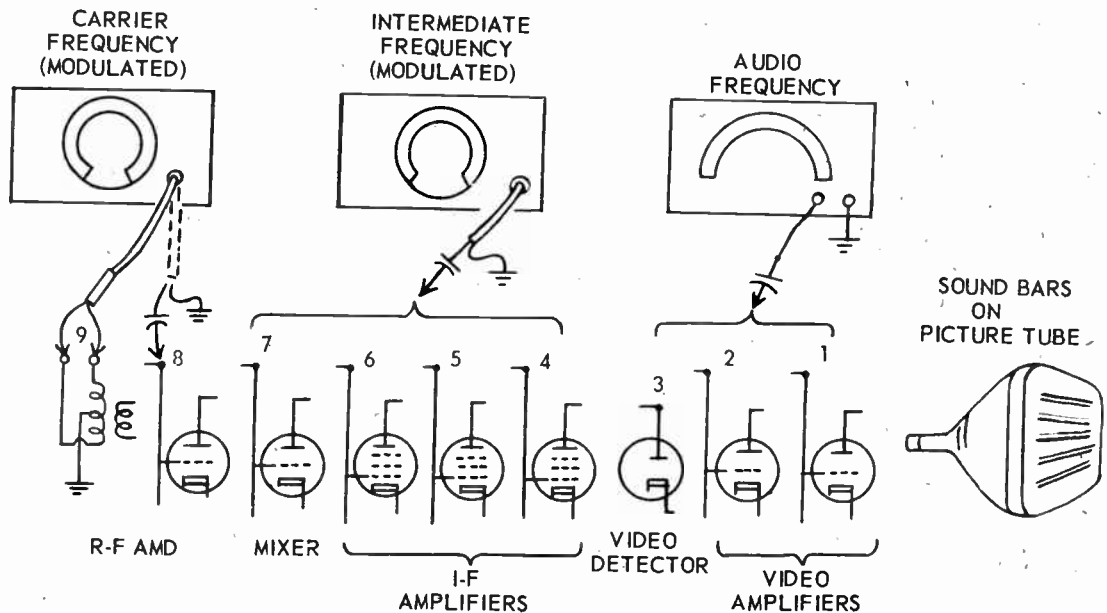 CARRIER
FREQUENCY
(MODULATED)
INTERMEDIATE
FREQUENCY
(MODULATED)
AUDIO
FREQUENCY
SOUND BARS
ON
PICTURE TUBE
9
8
7
6
5
4
3
2
1
R-F AMD
MIXER
I-F
AMPLIFIERS
VIDEO
DETECTOR
VIDEO
AMPLIFIERS